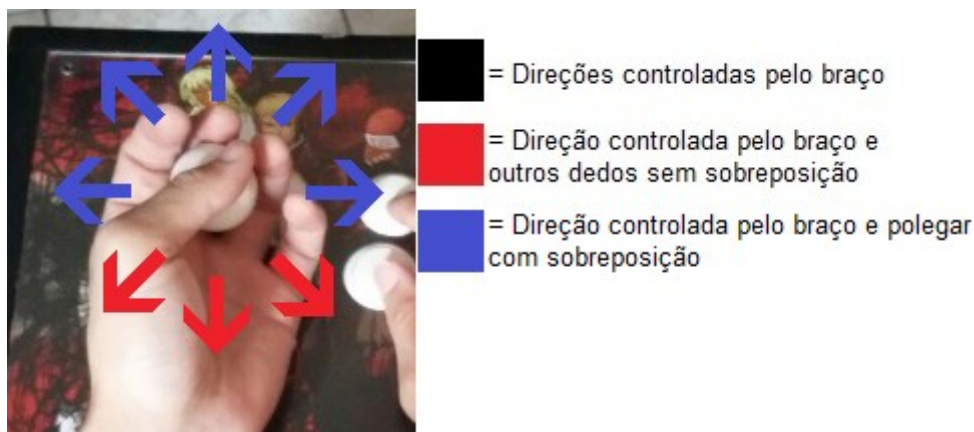 = Direções controladas pelo braço
= Direção controlada pelo braço e
outros dedos sem sobreposição
= Direção controlada pelo braço e polegar
com sobreposição